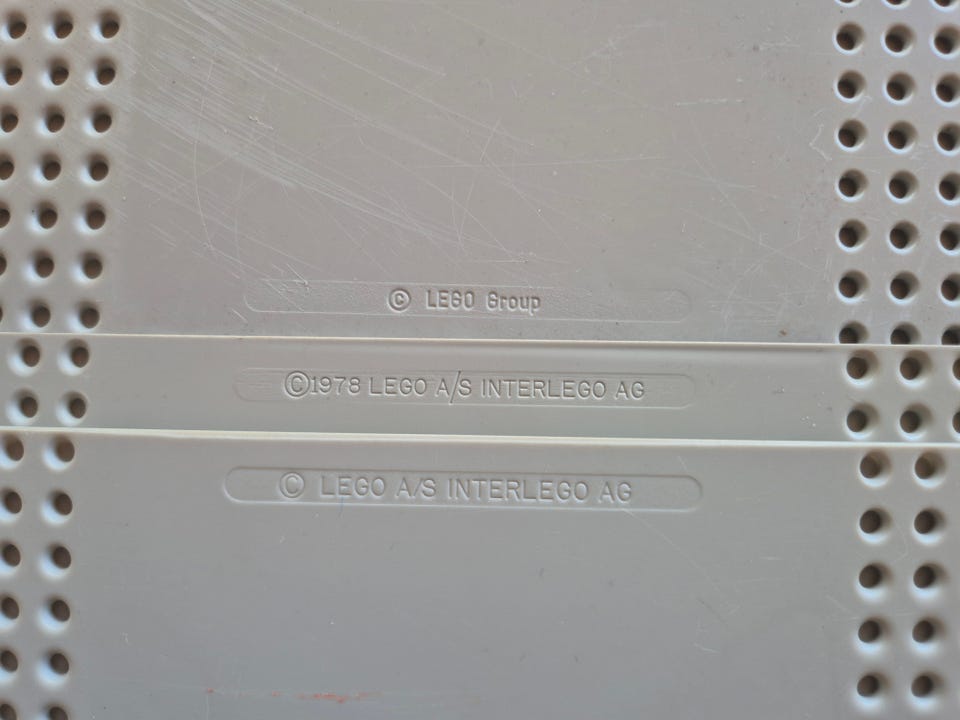 © LEGO Group
©1978 LEGO A/S INTERLEGO AG
© LEGO A/S INTERLEGO AG